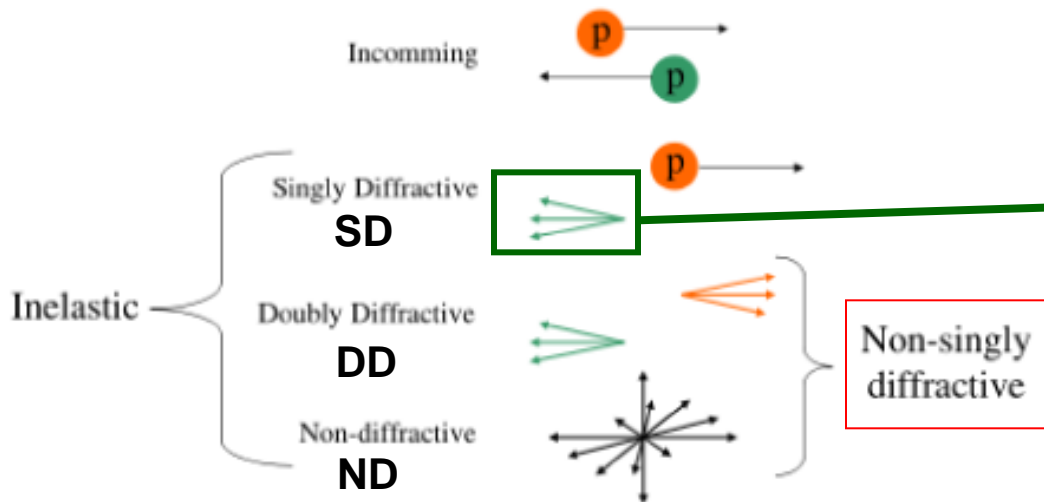 Incomming
p
p
p
Singly Diffractive
SD
Inelastic
Doubly Diffractive
DD
Non-singly
diffractive
Non-diffractive
ND